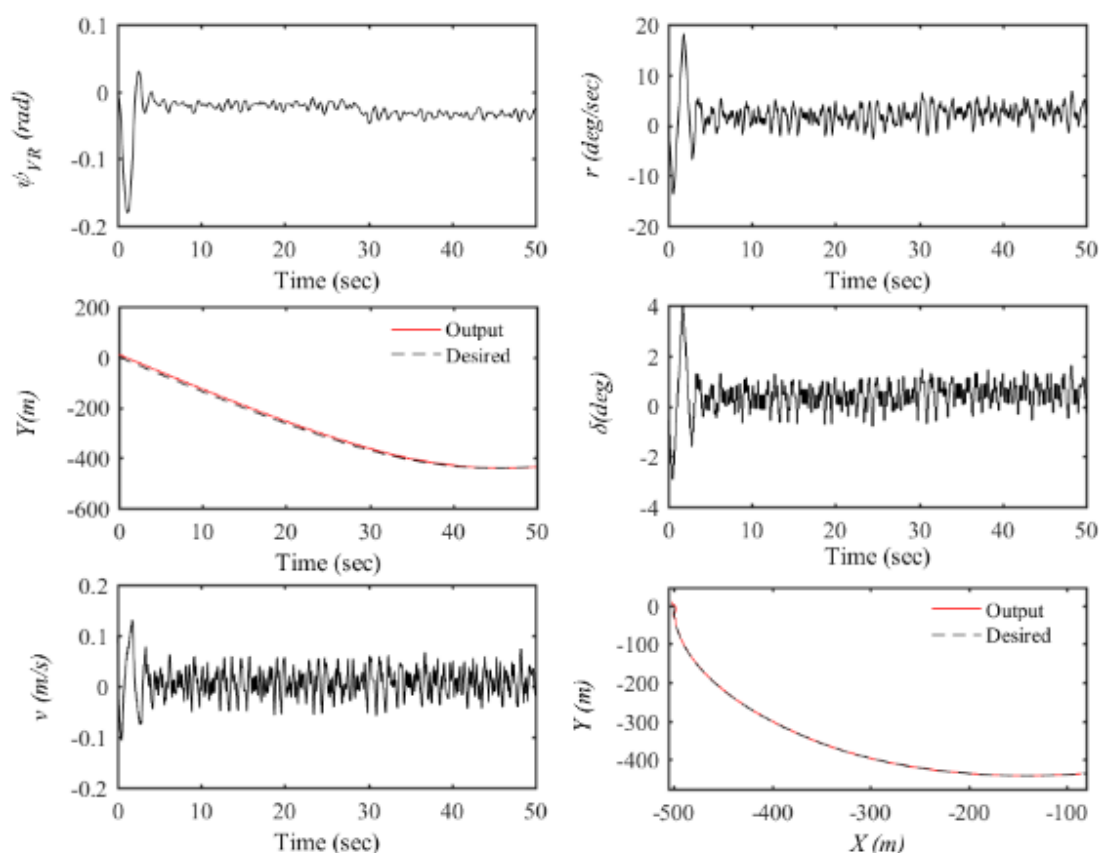 0.1
0
-0.1
-0.2
ψ_VR (rad)
0 10 20 30 40 50
Time (sec)
20
10
0
-10
-20
r (deg/sec)
0 10 20 30 40 50
Time (sec)
200
0
-200
-400
-600
Y(m)
Output
Desired
0 10 20 30 40 50
Time (sec)
4
2
0
-2
-4
δ(deg)
0 10 20 30 40 50
Time (sec)
0.2
0.1
0
-0.1
-0.2
v (m/s)
0 10 20 30 40 50
Time (sec)
0
-100
-200
-300
-400
Y (m)
Output
Desired
-500 -400 -300 -200 -100
X (m)